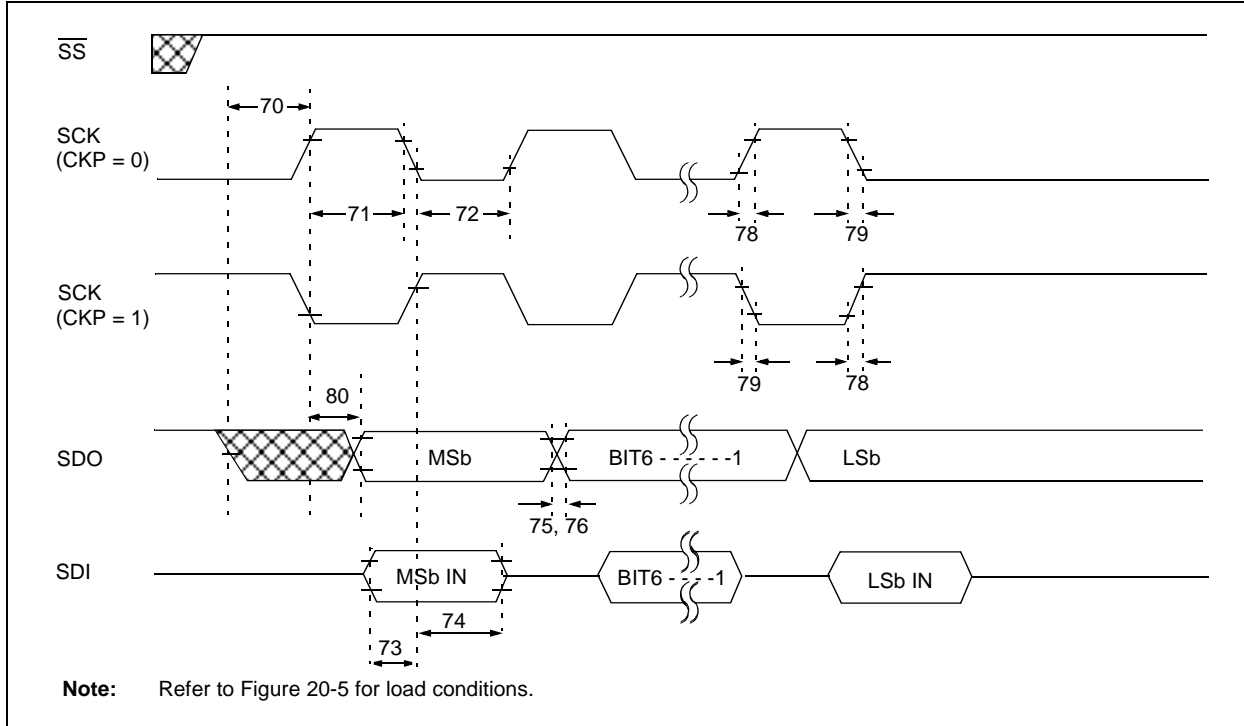 SS
70
SCK
(CKP = 0)
71
72
78
79
SCK
(CKP = 1)
79
78
80
SDO
MSb
BIT6 - - - - - -1
LSb
75, 76
SDI
MSb IN
BIT6 - - - - -1
LSb IN
74
73
Note: Refer to Figure 20-5 for load conditions.